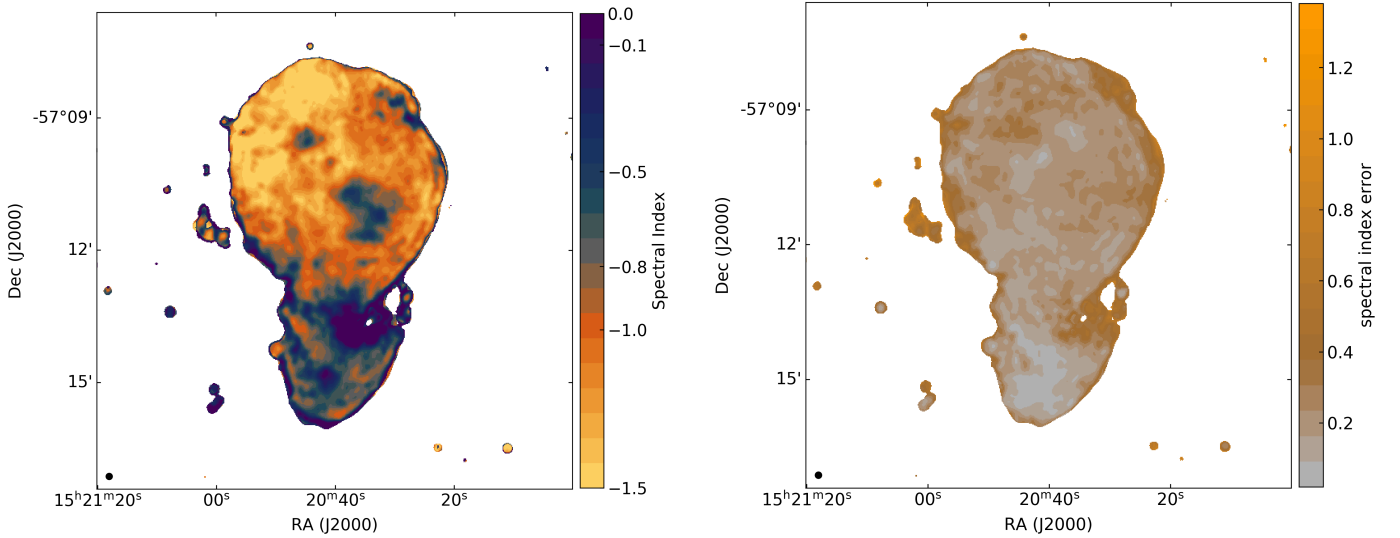 0.0
−0.1
-57°09'
−0.5
Spectral Index
Dec (J2000)
12'
−0.8
−1.0
15'
−1.5
15ʰ21ᵐ20ˢ
00ˢ
20ᵐ40ˢ
20ˢ
RA (J2000)
1.2
-57°09'
1.0
0.8
spectral index error
Dec (J2000)
12'
0.6
0.4
15'
0.2
15ʰ21ᵐ20ˢ
00ˢ
20ᵐ40ˢ
20ˢ
RA (J2000)